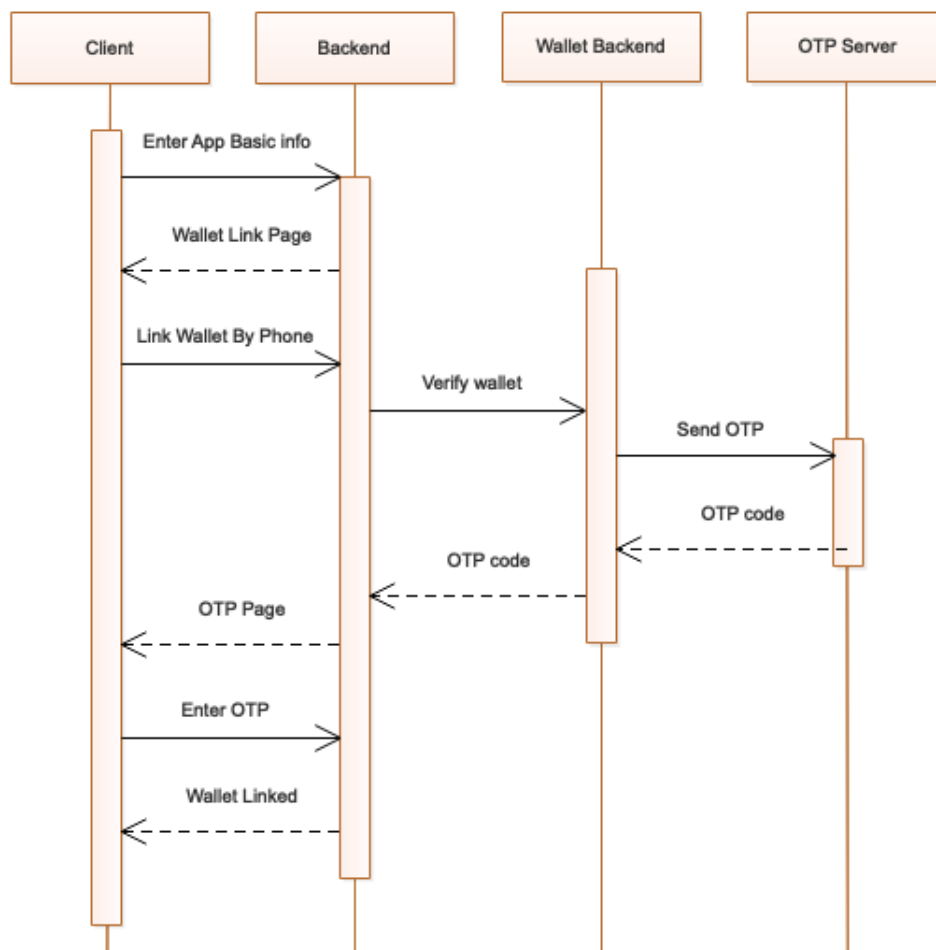 Client
Backend
Wallet Backend
OTP Server
Enter App Basic info
Wallet Link Page
Link Wallet By Phone
Verify wallet
Send OTP
OTP code
OTP code
OTP Page
Enter OTP
Wallet Linked